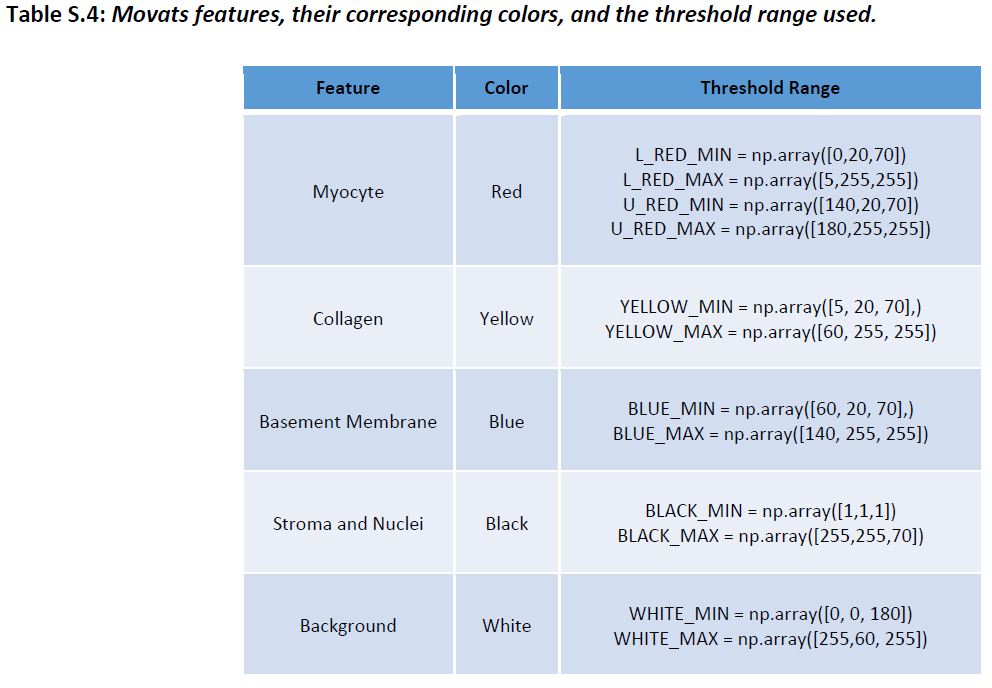 Table S.4: Movats features, their corresponding colors, and the threshold range used.
Feature Color Threshold Range
Myocyte Red
L_RED_MIN = np.array([0,20,70])
L_RED_MAX = np.array([5,255,255])
U_RED_MIN = np.array([140,20,70])
U_RED_MAX = np.array([180,255,255])
Collagen Yellow
YELLOW_MIN = np.array([5, 20, 70],)
YELLOW_MAX = np.array([60, 255, 255])
Basement Membrane Blue
BLUE_MIN = np.array([60, 20, 70],)
BLUE_MAX = np.array([140, 255, 255])
Stroma and Nuclei Black
BLACK_MIN = np.array([1,1,1])
BLACK_MAX = np.array([255,255,70])
Background White
WHITE_MIN = np.array([0, 0, 180])
WHITE_MAX = np.array([255,60, 255])